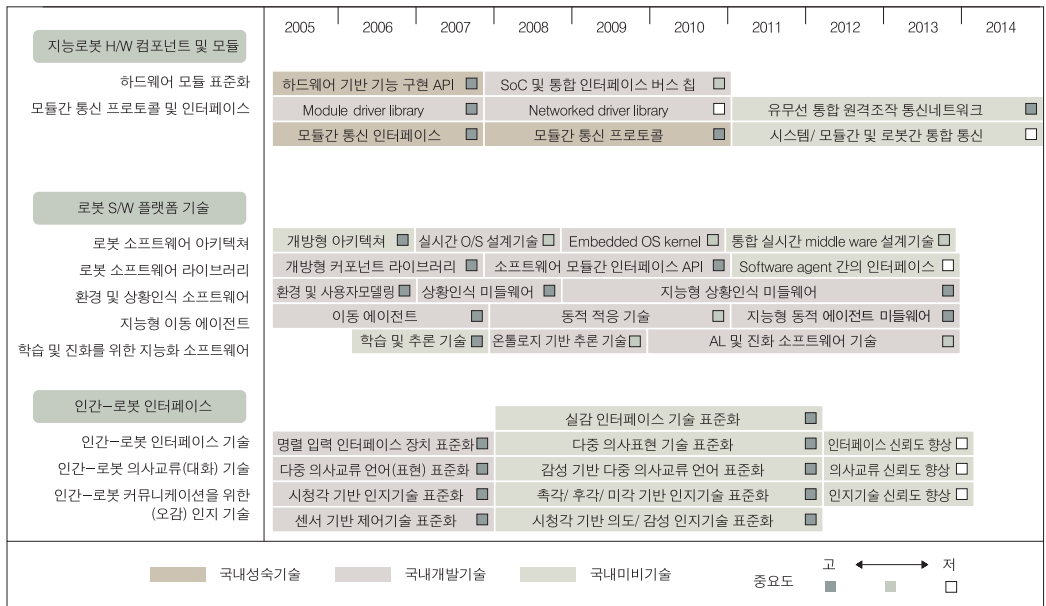 2005 2006 2007 2008 2009 2010 2011 2012 2013 2014
지능로봇 H/W 컴포넌트 및 모듈
하드웨어 모듈 표준화 하드웨어 기반 기능 구현 API SoC 및 통합 인터페이스 버스 칩
모듈간 통신 프로토콜 및 인터페이스 Module driver library Networked driver library 유무선 통합 원격조작 통신네트워크
모듈간 통신 인터페이스 모듈간 통신 프로토콜 시스템/ 모듈간 및 로봇간 통합 통신
로봇 S/W 플랫폼 기술
로봇 소프트웨어 아키텍쳐 개방형 아키텍쳐 실시간 O/S 설계기술 Embedded OS kernel 통합 실시간 middle ware 설계기술
로봇 소프트웨어 라이브러리 개방형 커포넌트 라이브러리 소프트웨어 모듈간 인터페이스 API Software agent 간의 인터페이스
환경 및 상황인식 소프트웨어 환경 및 사용자모델링 상황인식 미들웨어 지능형 상황인식 미들웨어
지능형 이동 에이전트 이동 에이전트 동적 적응 기술 지능형 동적 에이전트 미들웨어
학습 및 진화를 위한 지능화 소프트웨어 학습 및 추론 기술 온톨로지 기반 추론 기술 AL 및 진화 소프트웨어 기술
인간-로봇 인터페이스
실감 인터페이스 기술 표준화
인간-로봇 인터페이스 기술 명렬 입력 인터페이스 장치 표준화 다중 의사표현 기술 표준화 인터페이스 신뢰도 향상
인간-로봇 의사교류(대화) 기술 다중 의사교류 언어(표현) 표준화 감성 기반 다중 의사교류 언어 표준화 의사교류 신뢰도 향상
인간-로봇 커뮤니케이션을 위한 시청각 기반 인지기술 표준화 촉각/ 후각/ 미각 기반 인지기술 표준화 인지기술 신뢰도 향상
(오감) 인지 기술 센서 기반 제어기술 표준화 시청각 기반 의도/ 감성 인지기술 표준화
국내성숙기술 국내개발기술 국내미비기술 중요도 고 저